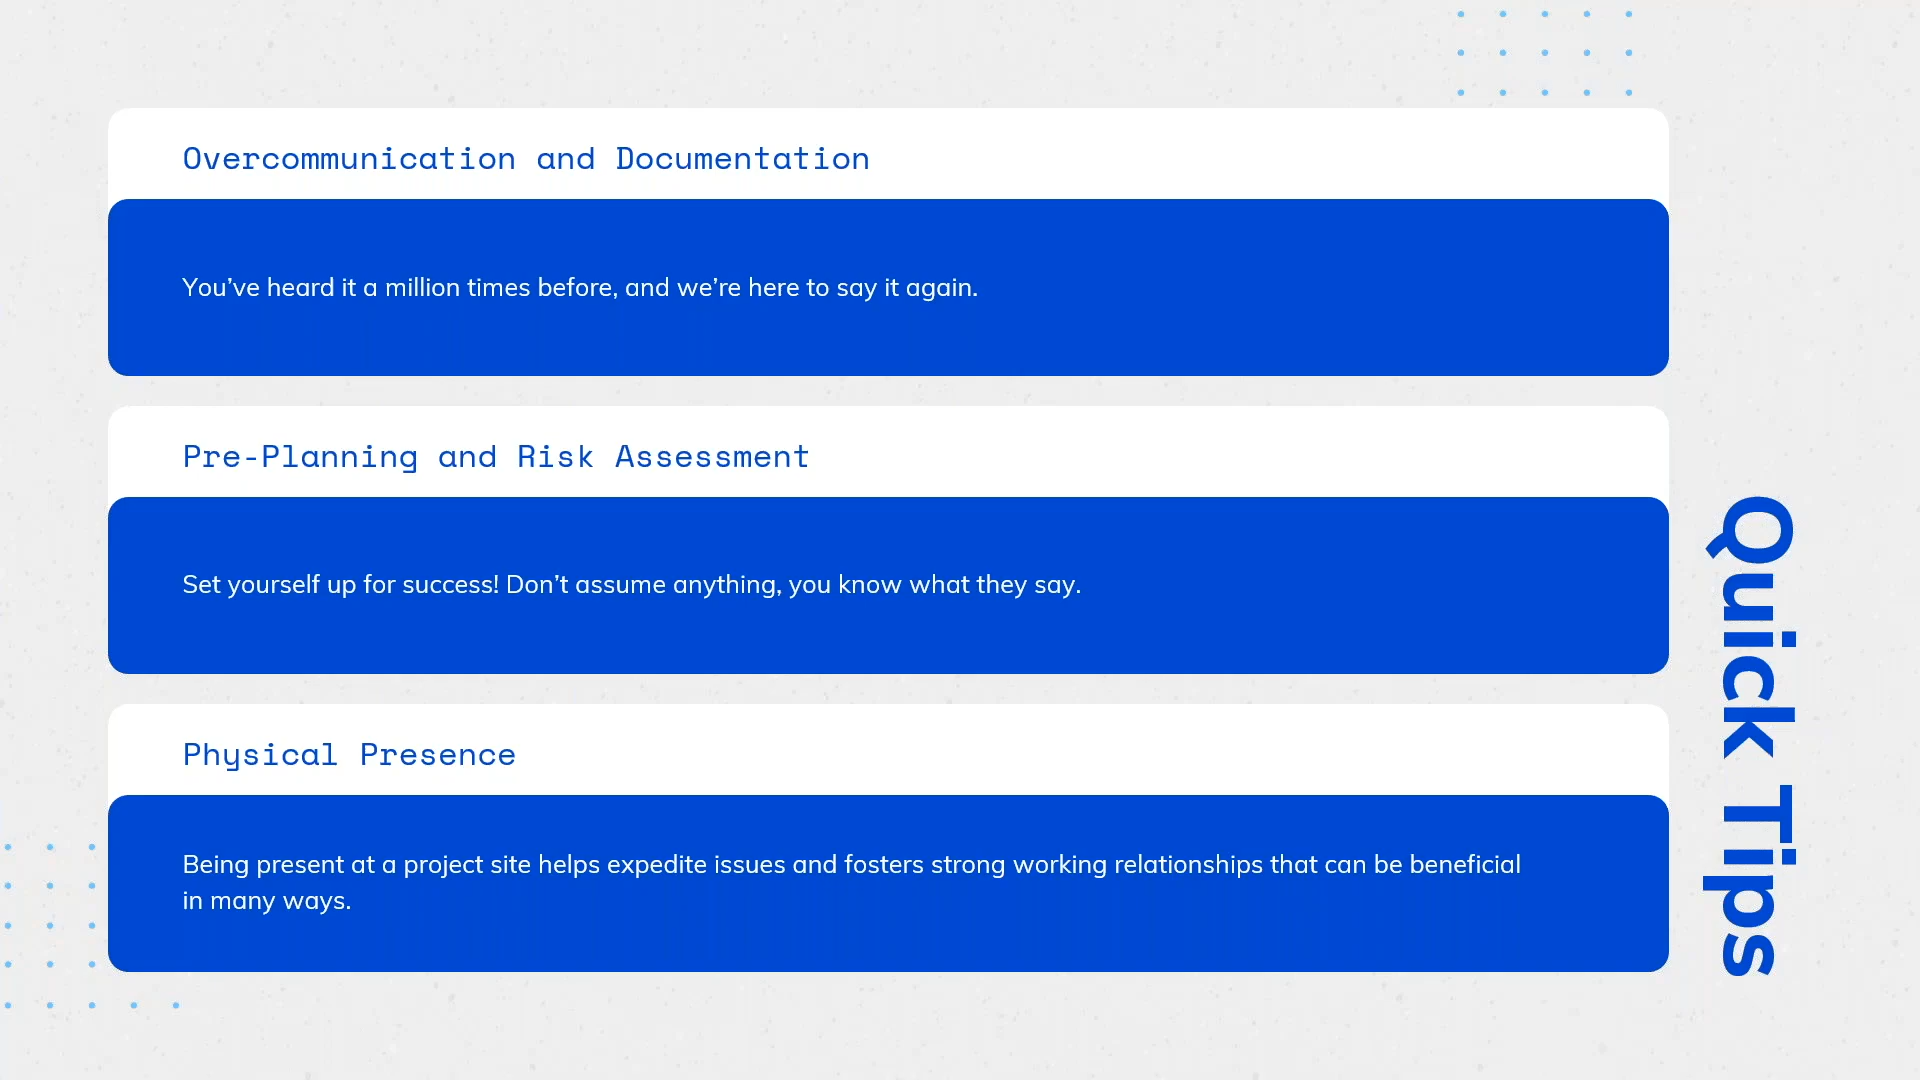 Overcommunication and Documentation
You’ve heard it a million times before, and we’re here to say it again.
Pre-Planning and Risk Assessment
Set yourself up for success! Don’t assume anything, you know what they say.
Physical Presence
Being present at a project site helps expedite issues and fosters strong working relationships that can be beneficial
in many ways.
Quick Tips